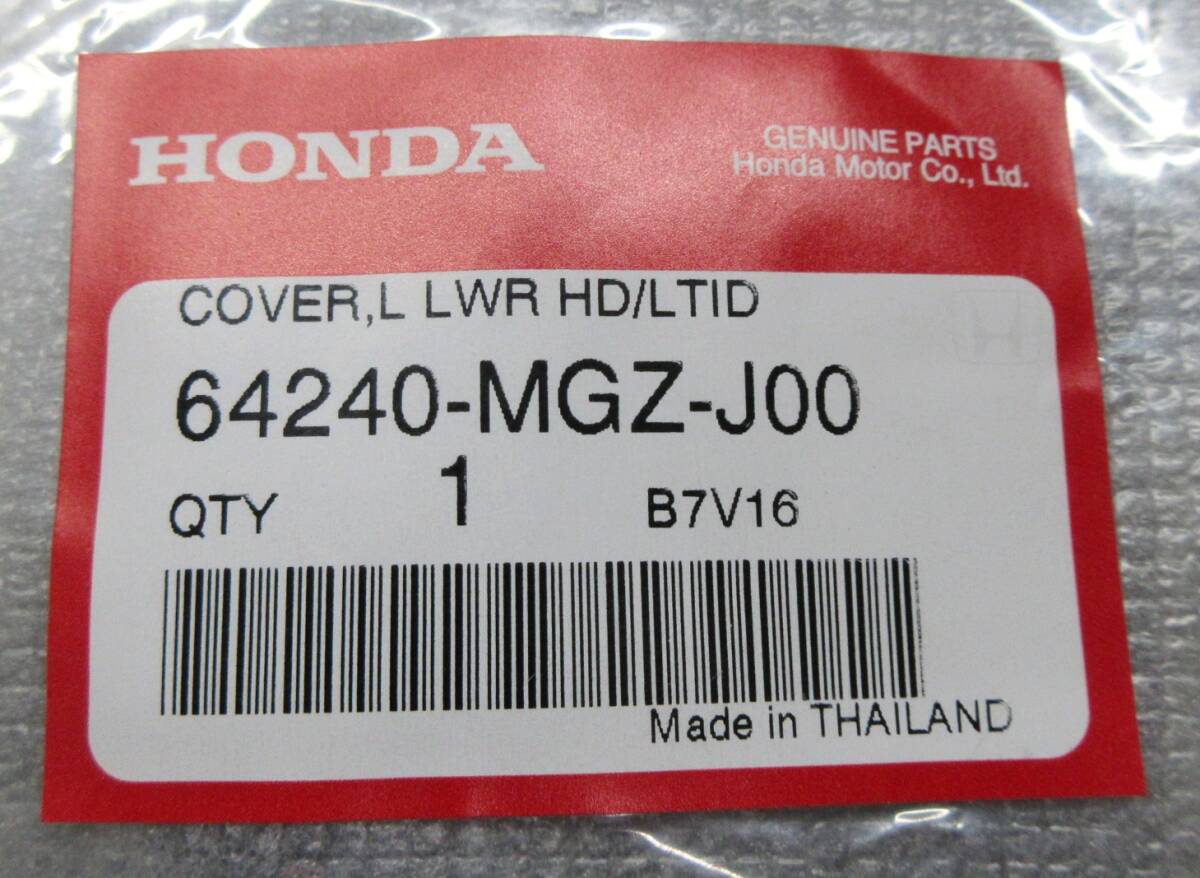 HONDA
GENUINE PARTS
Honda Motor Co., Ltd.
COVER,L LWR HD/LTID
64240-MGZ-J00
QTY 1 B7V16
Made in THAILAND